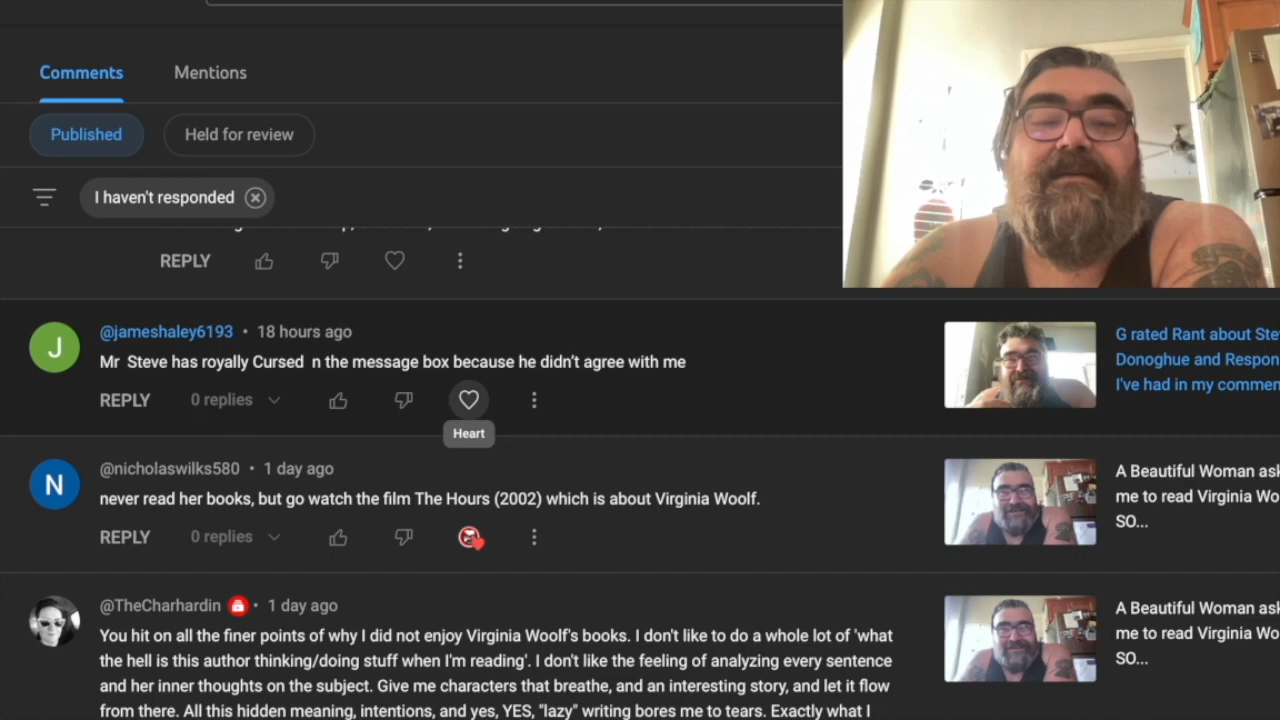 Comments
Mentions
Published
Held for review
I haven't responded
REPLY
@jameshaley6193 • 18 hours ago
Mr Steve has royally Cursed n the message box because he didn't agree with me
REPLY
0 replies
Heart
G rated Rant about Ste
Donoghue and Respon
I've had in my commen
@nicholaswilks580 • 1 day ago
never read her books, but go watch the film The Hours (2002) which is about Virginia Woolf.
REPLY
0 replies
A Beautiful Woman ask
me to read Virginia Wo
SO...
@TheCharhardin • 1 day ago
You hit on all the finer points of why I did not enjoy Virginia Woolf's books. I don't like to do a whole lot of 'what
the hell is this author thinking/doing stuff when I'm reading'. I don't like the feeling of analyzing every sentence
and her inner thoughts on the subject. Give me characters that breathe, and an interesting story, and let it flow
from there. All this hidden meaning, intentions, and yes, YES, "lazy" writing bores me to tears. Exactly what I
A Beautiful Woman ask
me to read Virginia Wo
SO...
J
N